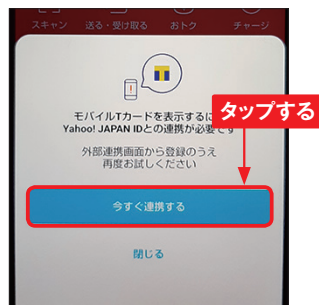 スキャン 送る・受け取る おトク チャージ
モバイルTカードを表示するに
Yahoo! JAPAN IDとの連携が必要です
タップする
外部連携画面から登録のうえ
再度お試しください
今すぐ連携する
閉じる